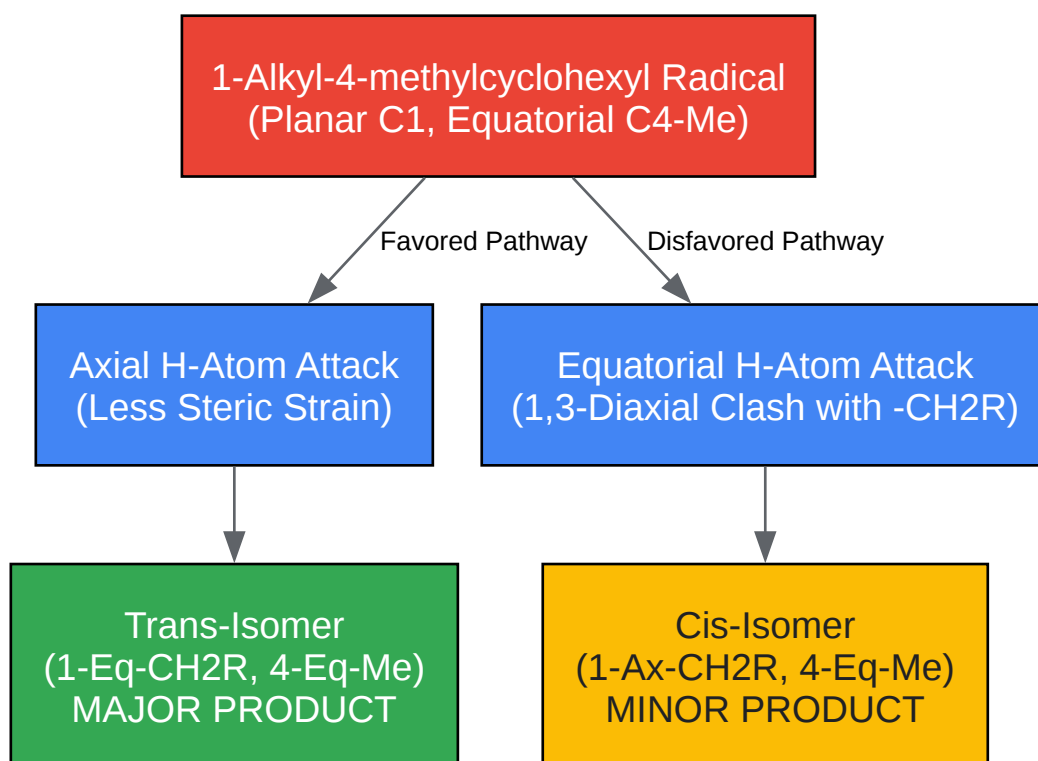 1-Alkyl-4-methylcyclohexyl Radical
(Planar C1, Equatorial C4-Me)
Favored Pathway
Disfavored Pathway
Axial H-Atom Attack
(Less Steric Strain)
Equatorial H-Atom Attack
(1,3-Diaxial Clash with -CH2R)
Trans-Isomer
(1-Eq-CH2R, 4-Eq-Me)
MAJOR PRODUCT
Cis-Isomer
(1-Ax-CH2R, 4-Eq-Me)
MINOR PRODUCT